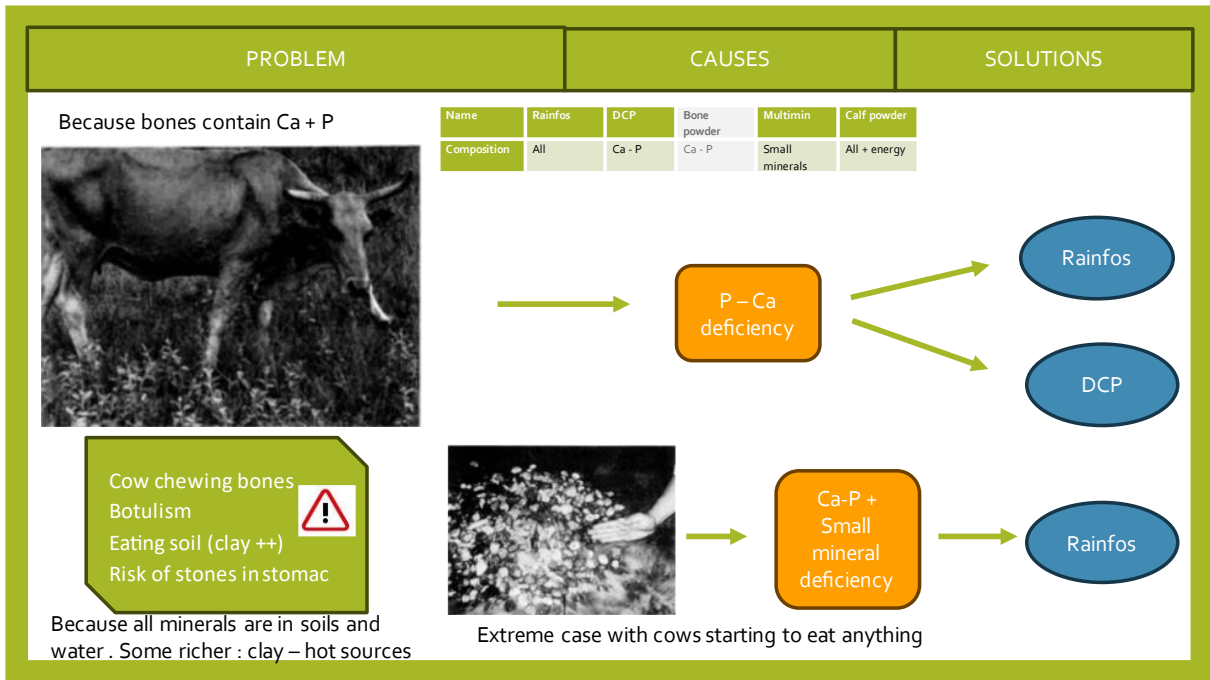 PROBLEM
CAUSES
SOLUTIONS
Because bones contain Ca + P
Name Rainfos DCP Bone powder Multimin Calf powder
Composition All Ca - P Ca - P Small minerals All + energy
P – Ca
deficiency
Rainfos
DCP
Cow chewing bones
Botulism
Eating soil (clay ++)
Risk of stones in stomac
Because all minerals are in soils and
water . Some richer : clay – hot sources
Ca-P +
Small
mineral
deficiency
Rainfos
Extreme case with cows starting to eat anything